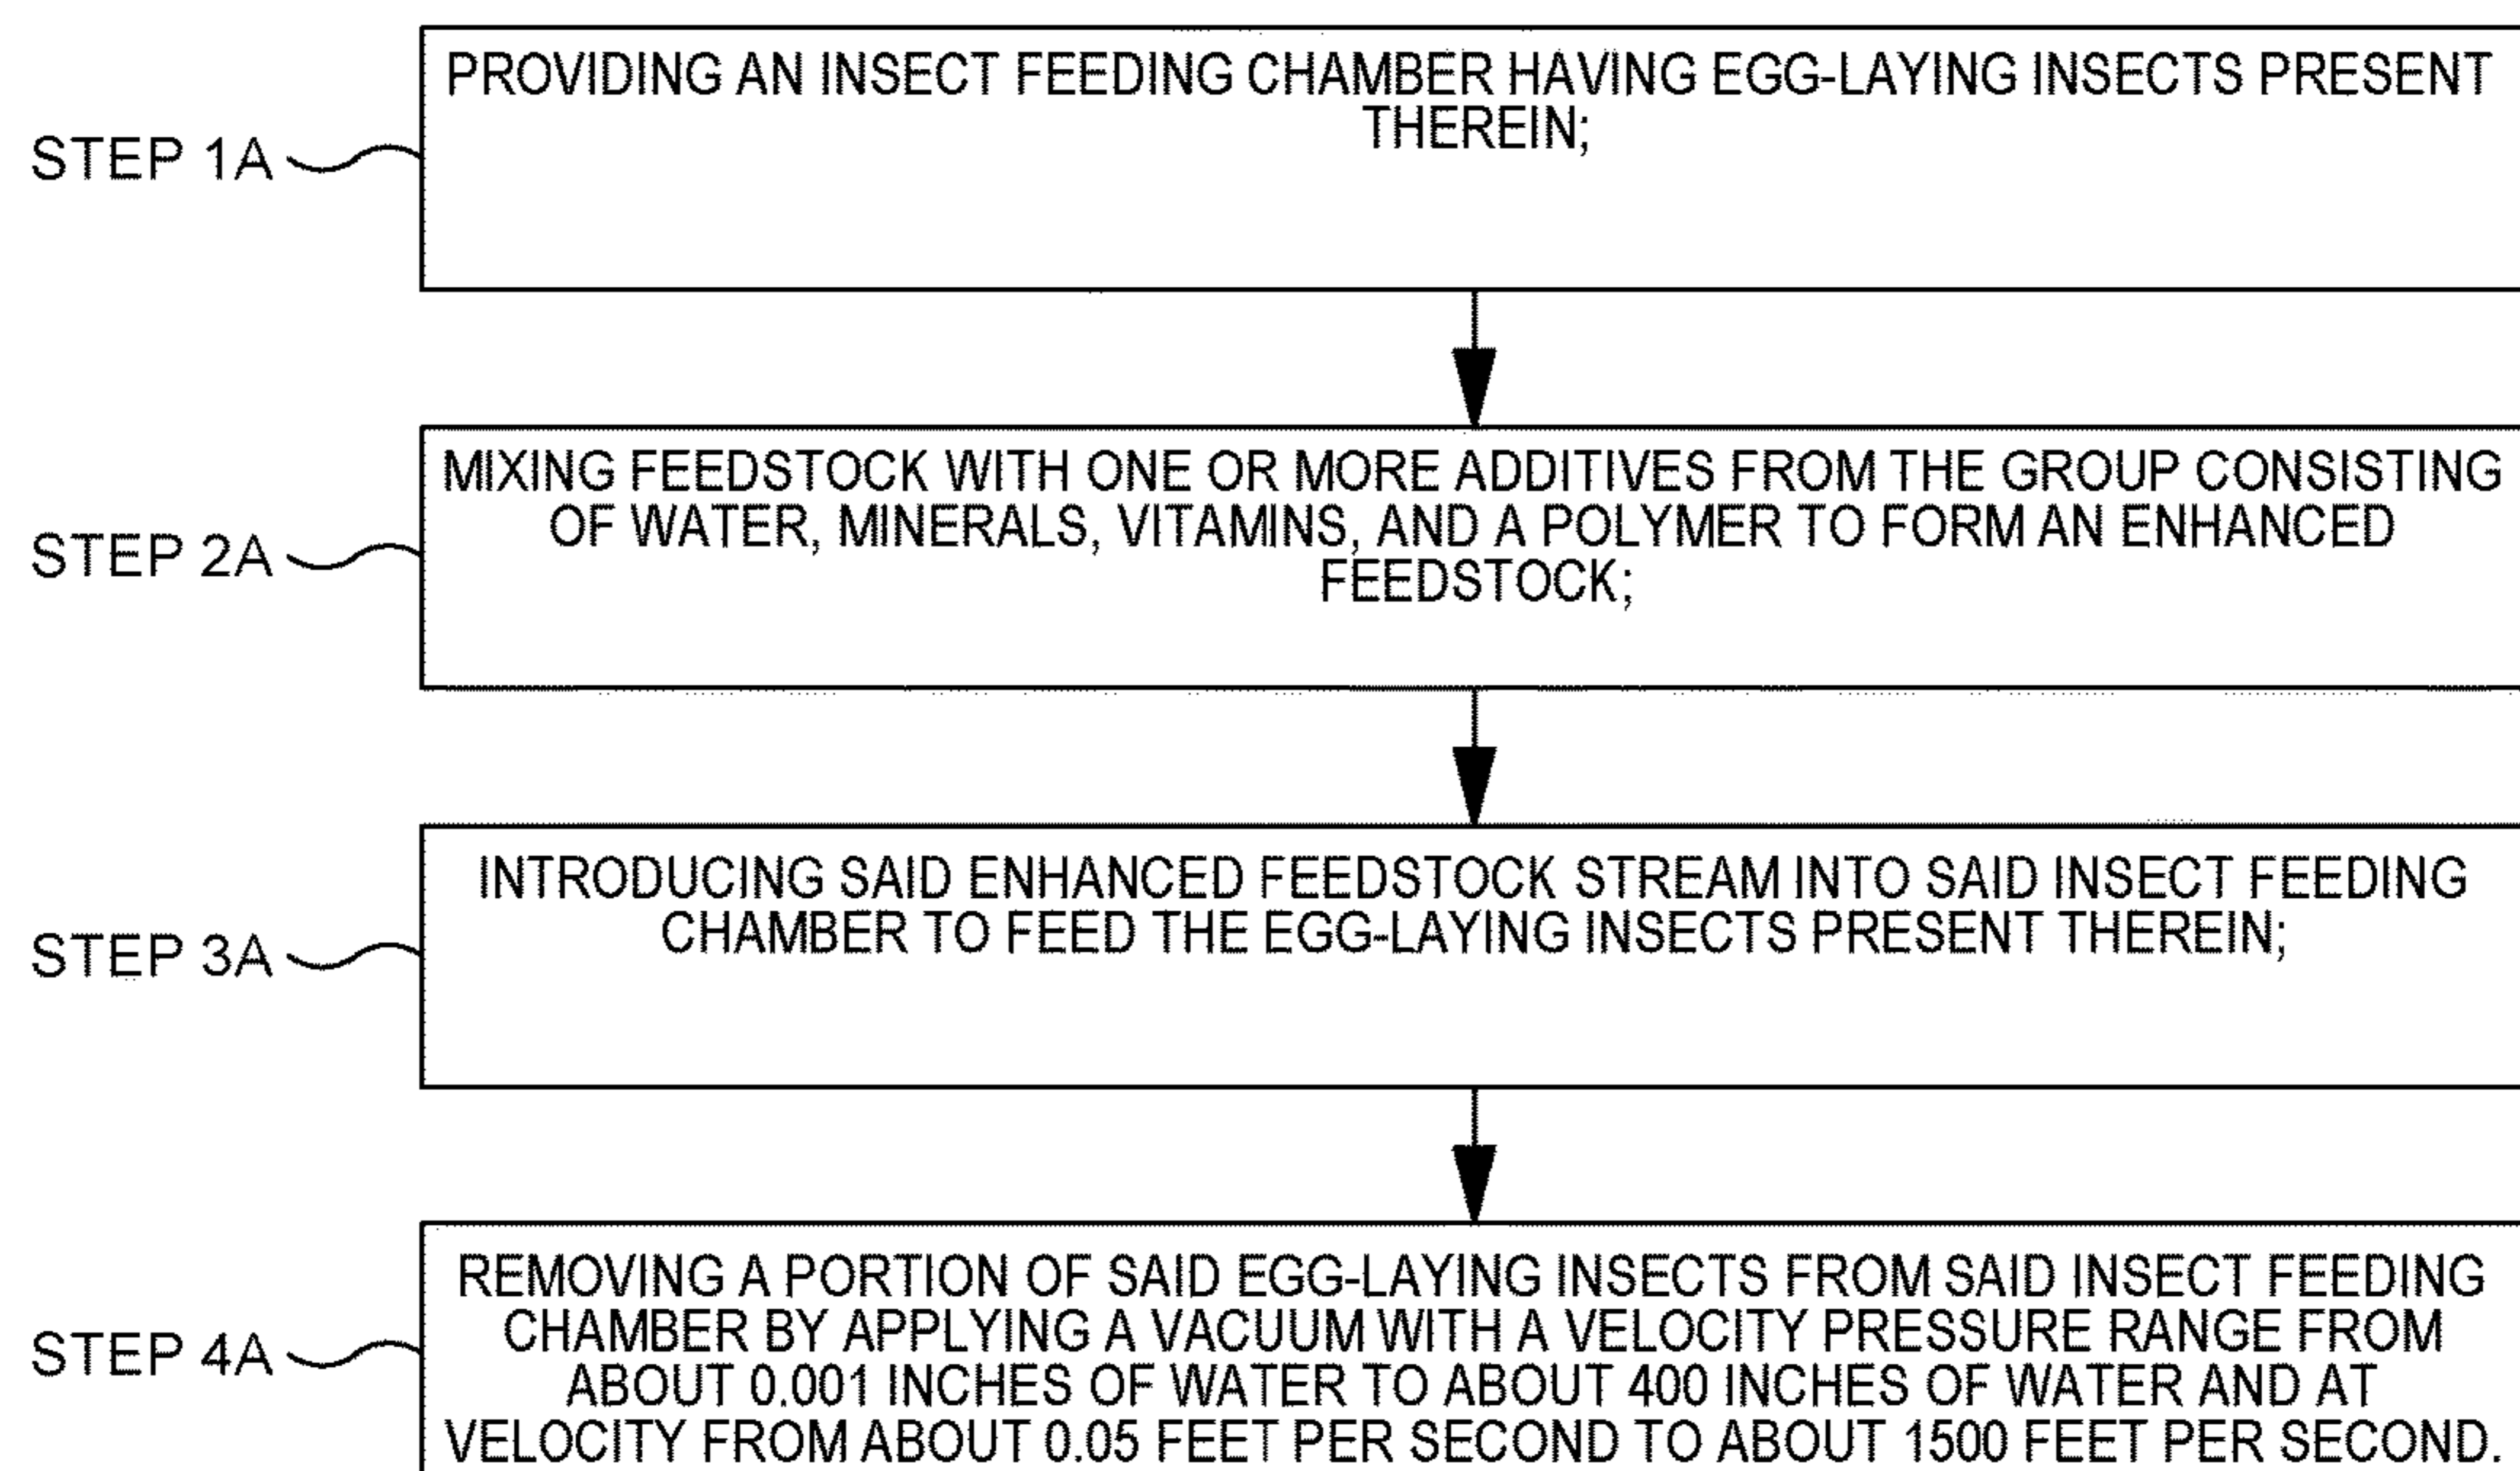 PROVIDING AN INSECT FEEDING CHAMBER HAVING EGG-LAYING INSECTS PRESENT
THEREIN;
STEP 1A
MIXING FEEDSTOCK WITH ONE OR MORE ADDITIVES FROM THE GROUP CONSISTING
OF WATER, MINERALS, VITAMINS, AND A POLYMER TO FORM AN ENHANCED
FEEDSTOCK;
STEP 2A
INTRODUCING SAID ENHANCED FEEDSTOCK STREAM INTO SAID INSECT FEEDING
CHAMBER TO FEED THE EGG-LAYING INSECTS PRESENT THEREIN;
STEP 3A
REMOVING A PORTION OF SAID EGG-LAYING INSECTS FROM SAID INSECT FEEDING
CHAMBER BY APPLYING A VACUUM WITH A VELOCITY PRESSURE RANGE FROM
ABOUT 0.001 INCHES OF WATER TO ABOUT 400 INCHES OF WATER AND AT
VELOCITY FROM ABOUT 0.05 FEET PER SECOND TO ABOUT 1500 FEET PER SECOND.
STEP 4A